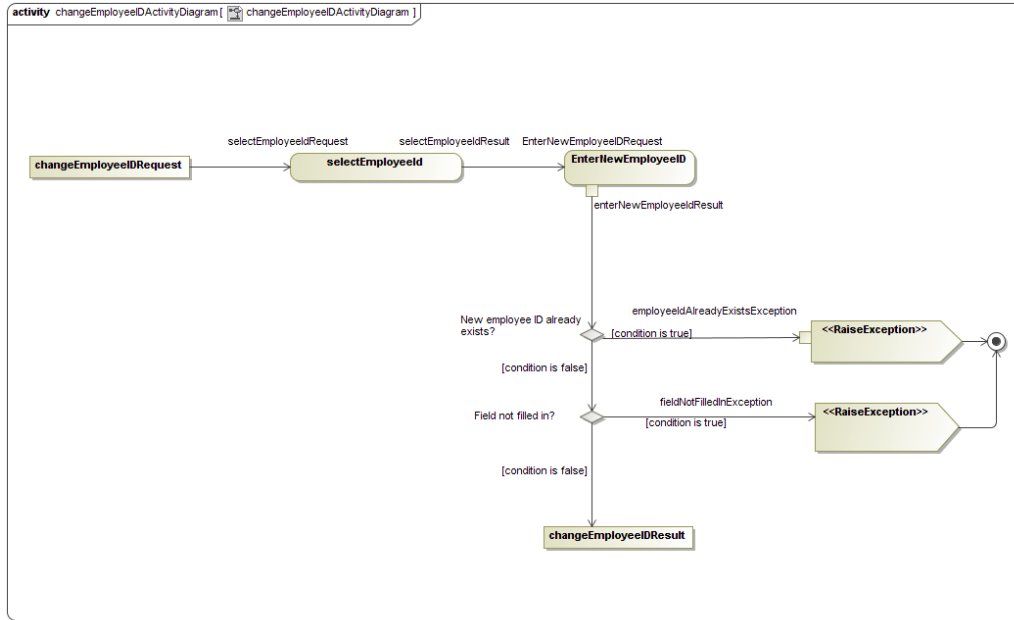 activity changeEmployeeIDActivityDiagram[ changeEmployeeIDActivityDiagram ]
selectEmployeeIdRequest
selectEmployeeIdResult
EnterNewEmployeeIDRequest
changeEmployeeIDRequest
selectEmployeeId
EnterNewEmployeeID
enterNewEmployeeIdResult
New employee ID already
exists?
employeeIdAlreadyExistsException
[condition is true]
<<RaiseException>>
[condition is false]
Field not filled in?
fieldNotFilledInException
[condition is true]
<<RaiseException>>
[condition is false]
changeEmployeeIDResult